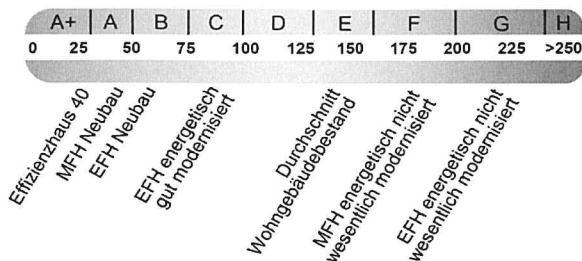 A+ A B C D E F G H
0 25 50 75 100 125 150 175 200 225 >250
Effizienzhaus 40
MFH Neubau
EFH Neubau
EFH energetisch
gut modernisiert
Durchschnitt
Wohngebäudebestand
MFH energetisch nicht
wesentlich modernisiert
EFH energetisch nicht
wesentlich modernisiert